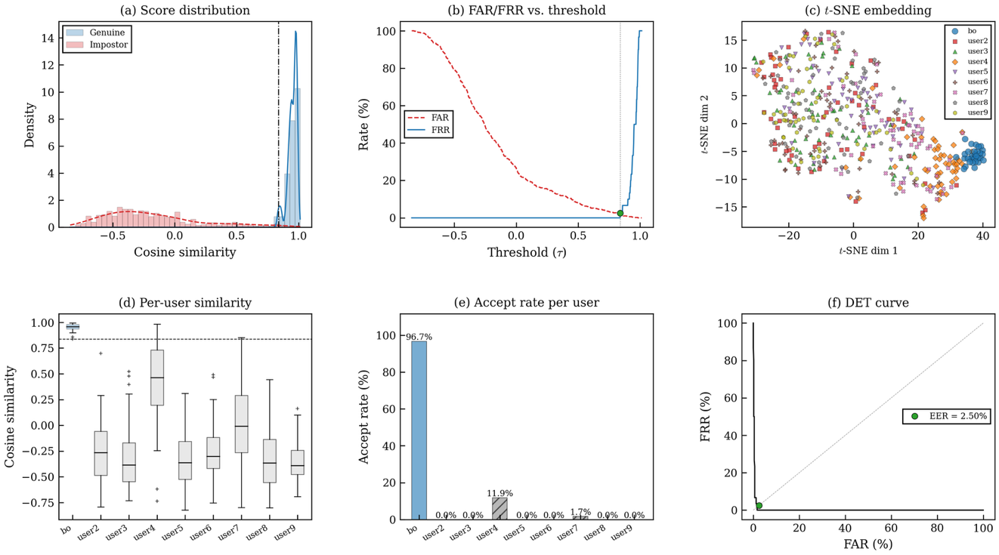 (a) Score distribution
Genuine
Impostor
14
12
10
8
6
4
2
0
Density
−0.5
0.0
0.5
1.0
Cosine similarity
(b) FAR/FRR vs. threshold
100
80
60
40
20
0
Rate (%)
FAR
FRR
−0.5
0.0
0.5
1.0
Threshold (τ)
(c) t-SNE embedding
bo
user2
user3
user4
user5
user6
user7
user8
user9
15
10
5
0
−5
−10
−15
t-SNE dim 2
−20
0
20
40
t-SNE dim 1
(d) Per-user similarity
1.00
0.75
0.50
0.25
0.00
−0.25
−0.50
−0.75
Cosine similarity
bo
user2
user3
user4
user5
user6
user7
user8
user9
(e) Accept rate per user
100
80
60
40
20
0
Accept rate (%)
96.7%
0.0%
0.0%
11.9%
0.0%
0.0%
1.7%
0.0%
0.0%
bo
user2
user3
user4
user5
user6
user7
user8
user9
(f) DET curve
100
80
60
40
20
0
FRR (%)
EER = 2.50%
0
20
40
60
80
100
FAR (%)